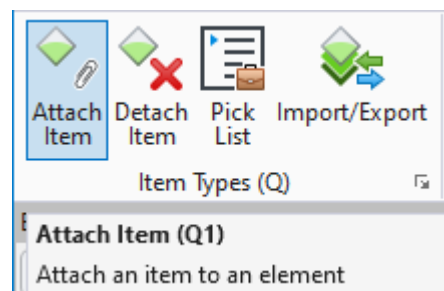 Attach Detach Pick Import/Export
Item Item List
Item Types (Q)
Attach Item (Q1)
Attach an item to an element